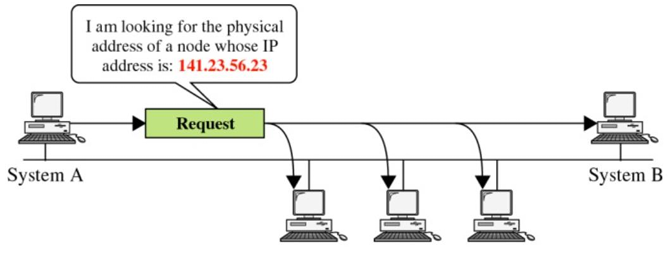 I am looking for the physical
address of a node whose IP
address is: 141.23.56.23
Request
System A
System B